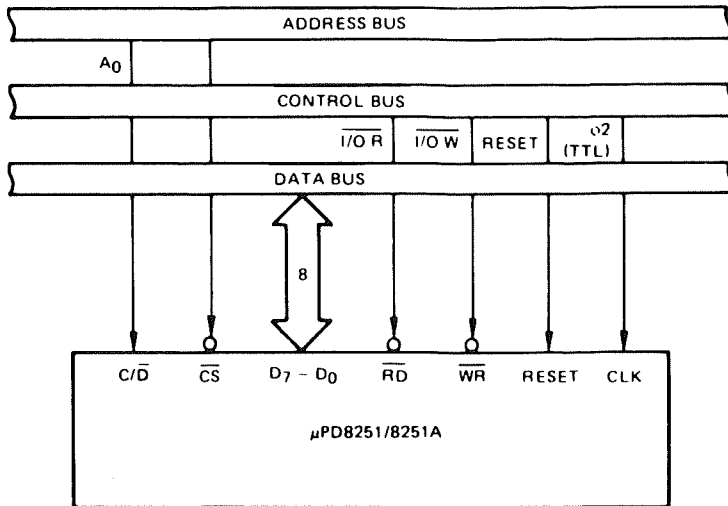 ADDRESS BUS
A₀
CONTROL BUS
I/O R I/O W RESET φ2 (TTL)
DATA BUS
8
C/D CS D₇ – D₀ RD WR RESET CLK
μPD8251/8251A